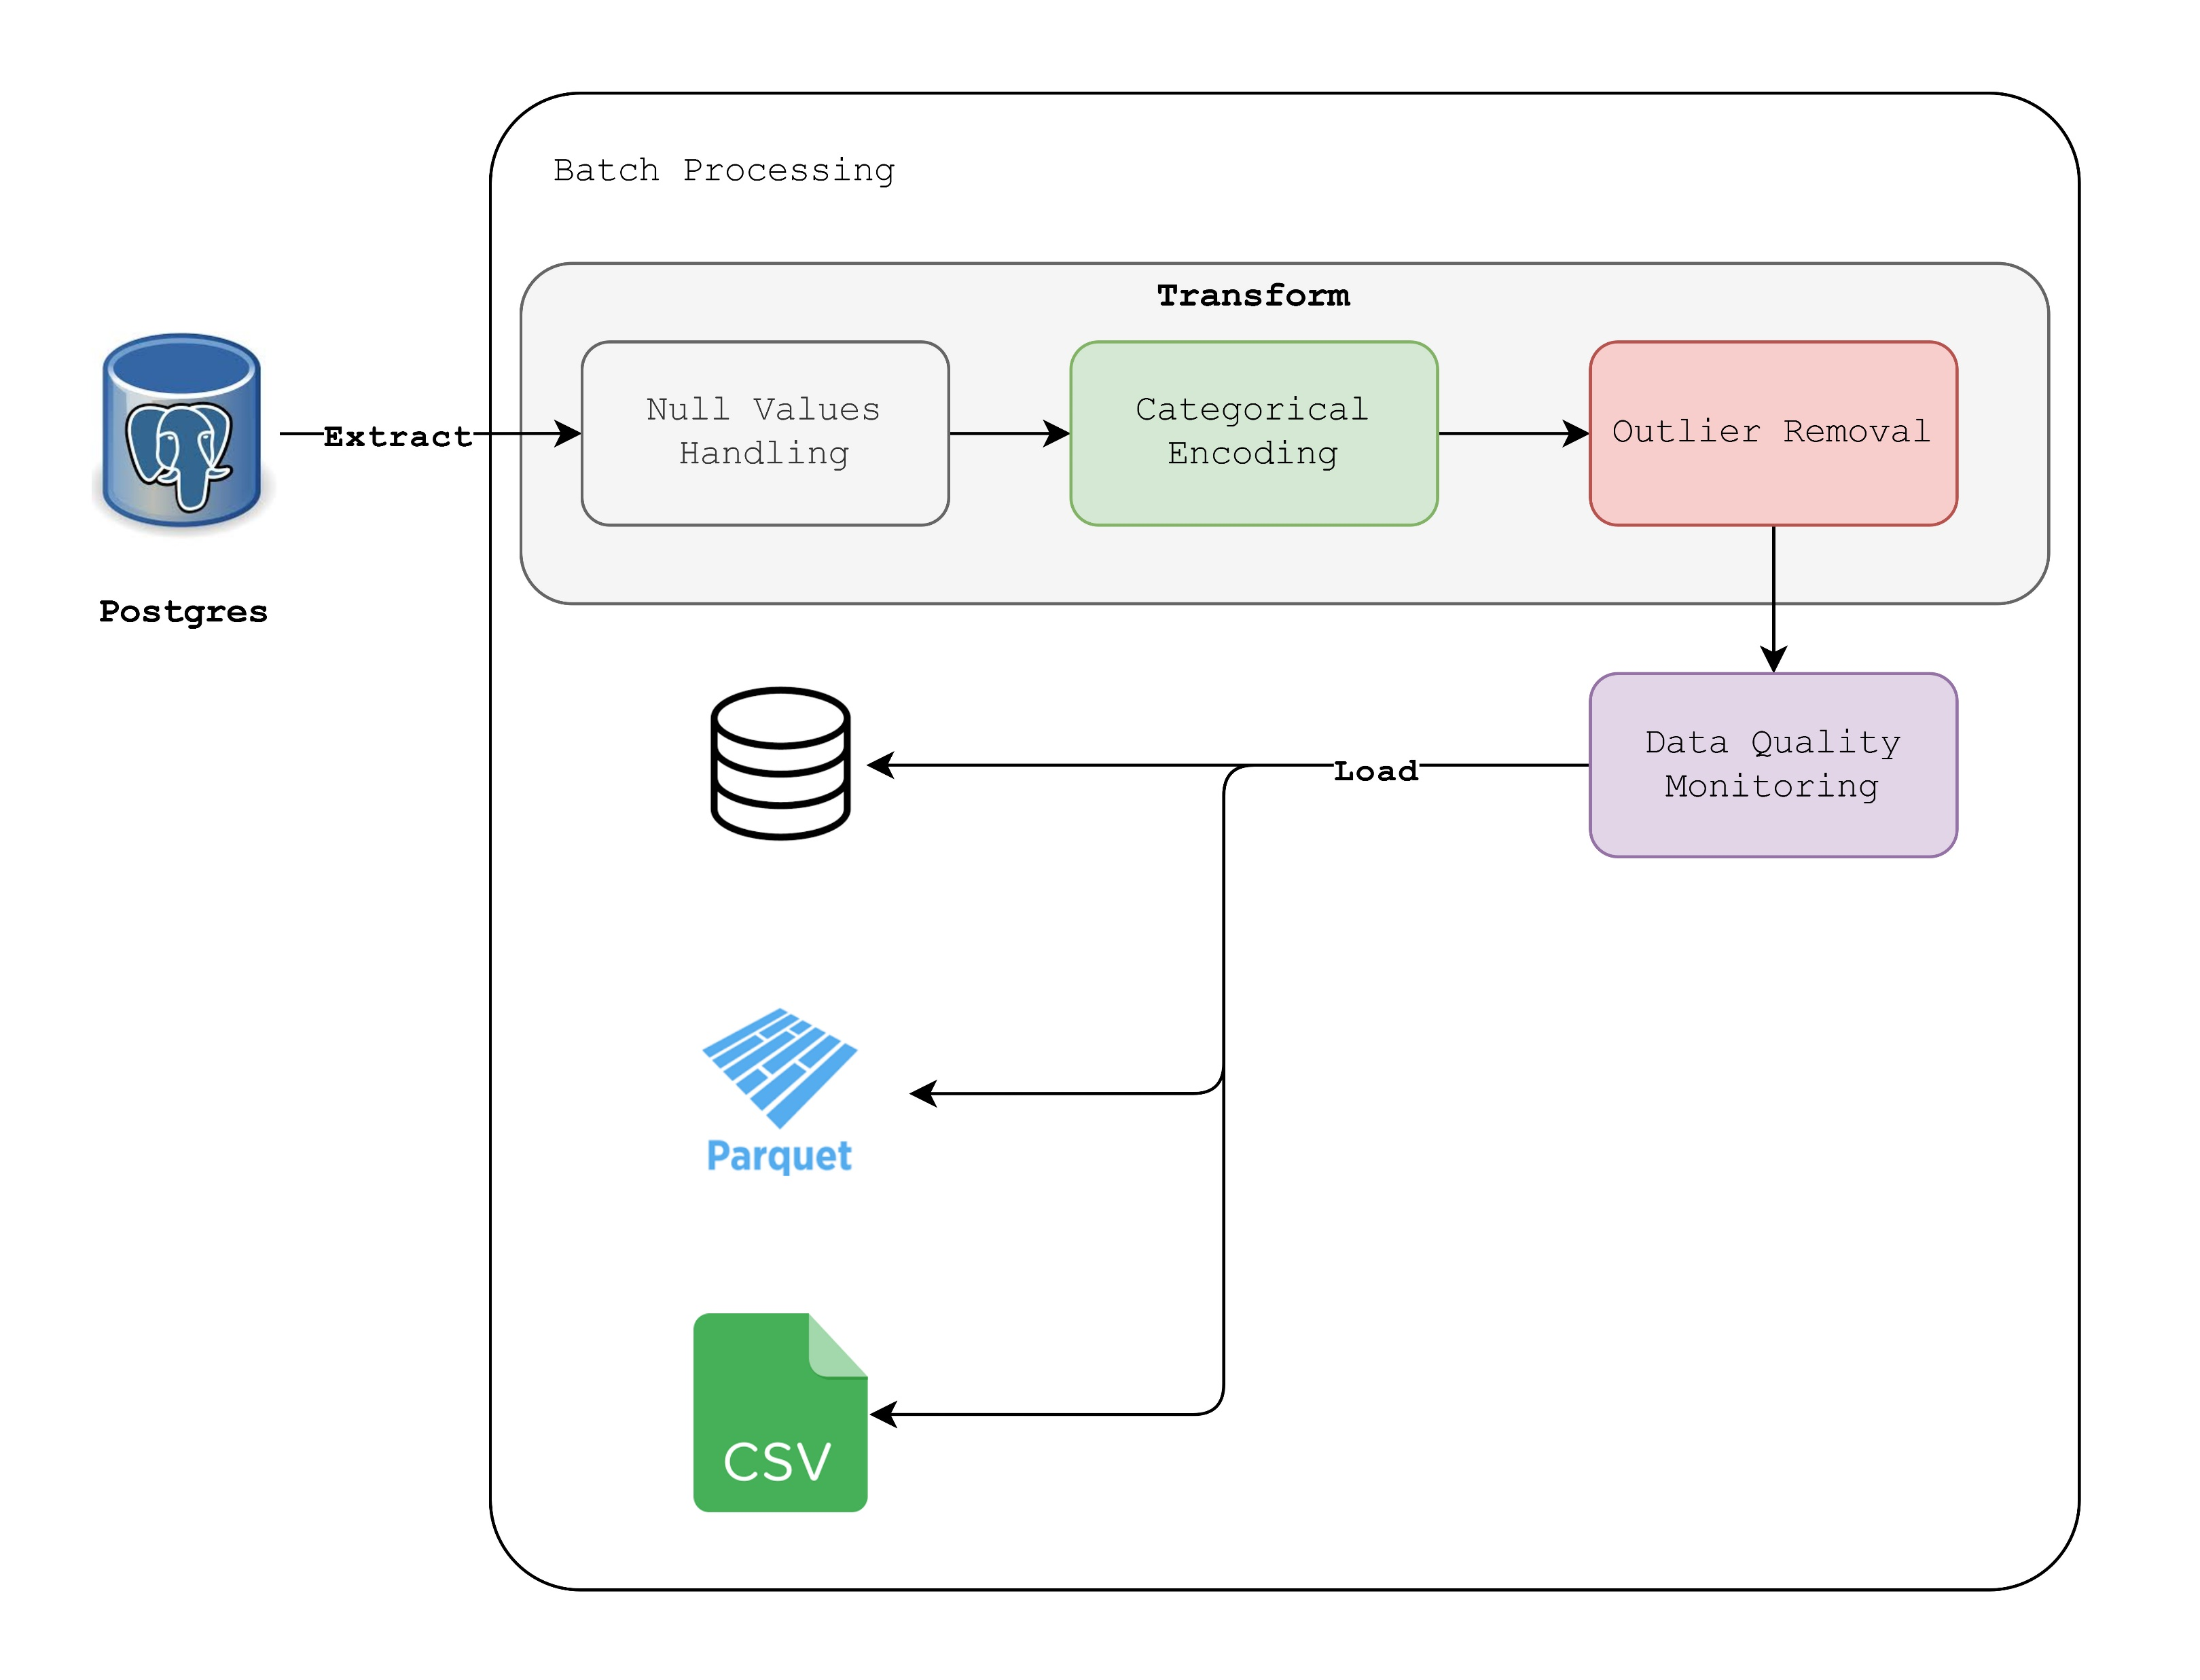 Batch Processing
Transform
Null Values
Handling
Categorical
Encoding
Outlier Removal
Extract
Postgres
Data Quality
Monitoring
Load
Parquet
CSV